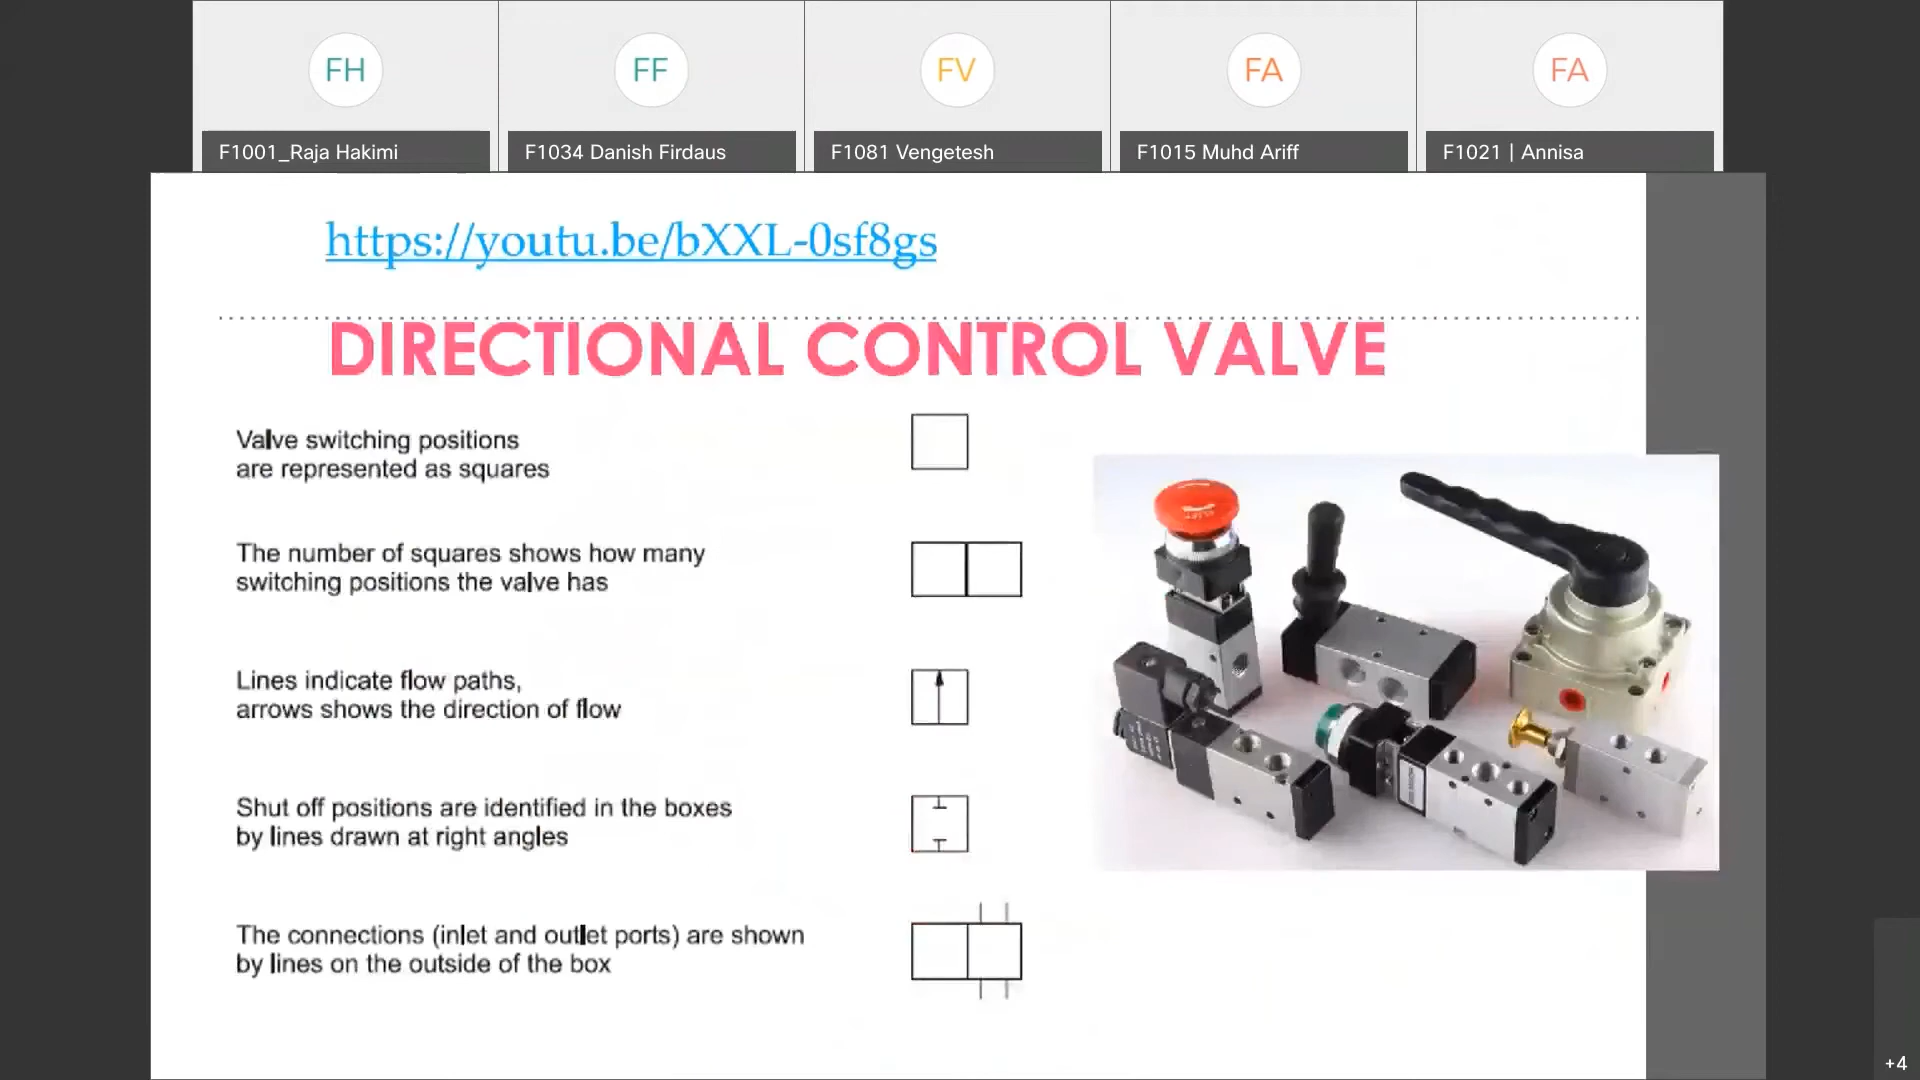 FH
FF
FV
FA
FA
F1001_Raja Hakimi
F1034 Danish Firdaus
F1081 Vengetesh
F1015 Muhd Ariff
F1021 | Annisa
https://youtu.be/bXXL-0sf8gs
DIRECTIONAL CONTROL VALVE
Valve switching positions
are represented as squares
The number of squares shows how many
switching positions the valve has
Lines indicate flow paths,
arrows shows the direction of flow
Shut off positions are identified in the boxes
by lines drawn at right angles
The connections (inlet and outlet ports) are shown
by lines on the outside of the box
+4